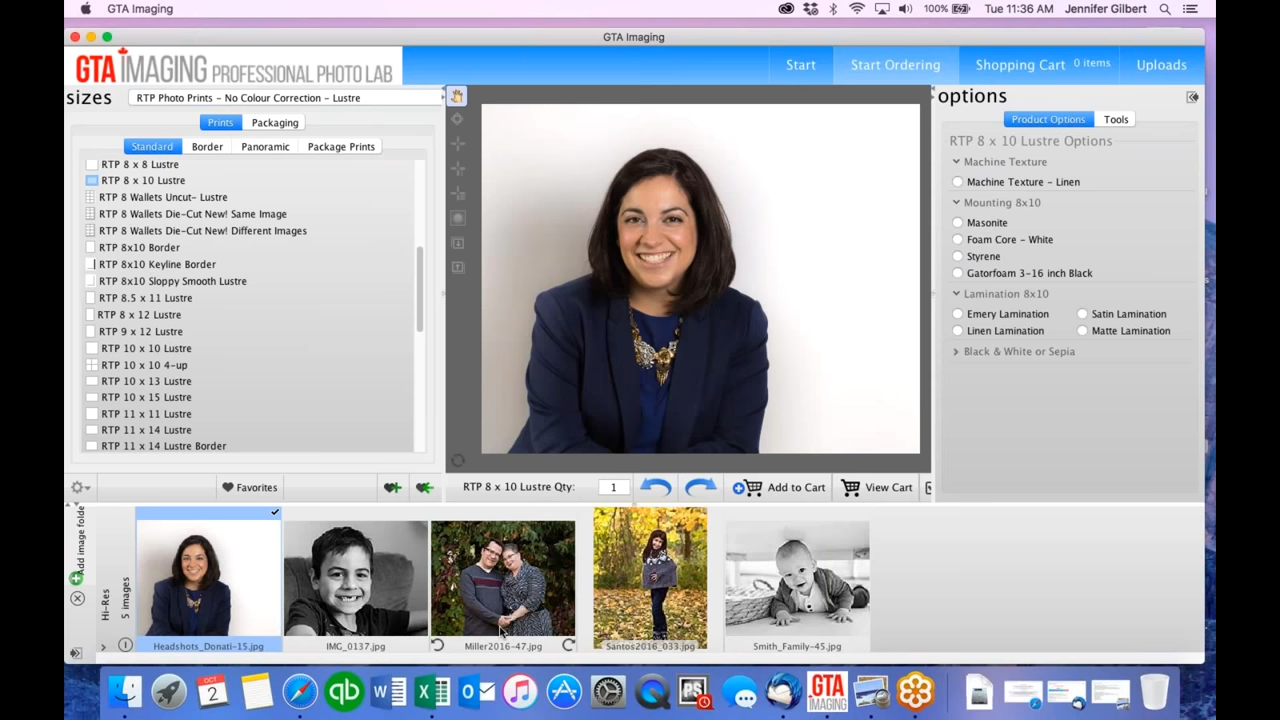 GTA Imaging
100%
Tue 11:36 AM
Jennifer Gilbert
GTA Imaging
GTA IMAGING PROFESSIONAL PHOTO LAB
Start
Start Ordering
Shopping Cart 0 items
Uploads
sizes
RTP Photo Prints - No Colour Correction - Lustre
Prints
Packaging
Standard
Border
Panoramic
Package Prints
RTP 8 x 8 Lustre
RTP 8 x 10 Lustre
RTP 8 Wallets Uncut- Lustre
RTP 8 Wallets Die-Cut New! Same Image
RTP 8 Wallets Die-Cut New! Different Images
RTP 8x10 Border
RTP 8x10 Keyline Border
RTP 8x10 Sloppy Smooth Lustre
RTP 8.5 x 11 Lustre
RTP 8 x 12 Lustre
RTP 9 x 12 Lustre
RTP 10 x 10 Lustre
RTP 10 x 10 4-up
RTP 10 x 13 Lustre
RTP 10 x 15 Lustre
RTP 11 x 11 Lustre
RTP 11 x 14 Lustre
RTP 11 x 14 Lustre Border
Favorites
RTP 8 x 10 Lustre Qty:
1
Add to Cart
View Cart
options
Product Options
Tools
RTP 8 x 10 Lustre Options
Machine Texture
Machine Texture - Linen
Mounting 8x10
Masonite
Foam Core - White
Styrene
Gatorfoam 3-16 inch Black
Lamination 8x10
Emery Lamination
Satin Lamination
Linen Lamination
Matte Lamination
Black & White or Sepia
Add image folde
Hi-Res
5 images
Headshots_Donati-15.jpg
IMG_0137.jpg
Miller2016-47.jpg
Santos2016_033.jpg
Smith_Family-45.jpg
OCT
2
qb
W
X
O
PS
GTA
IMAGING